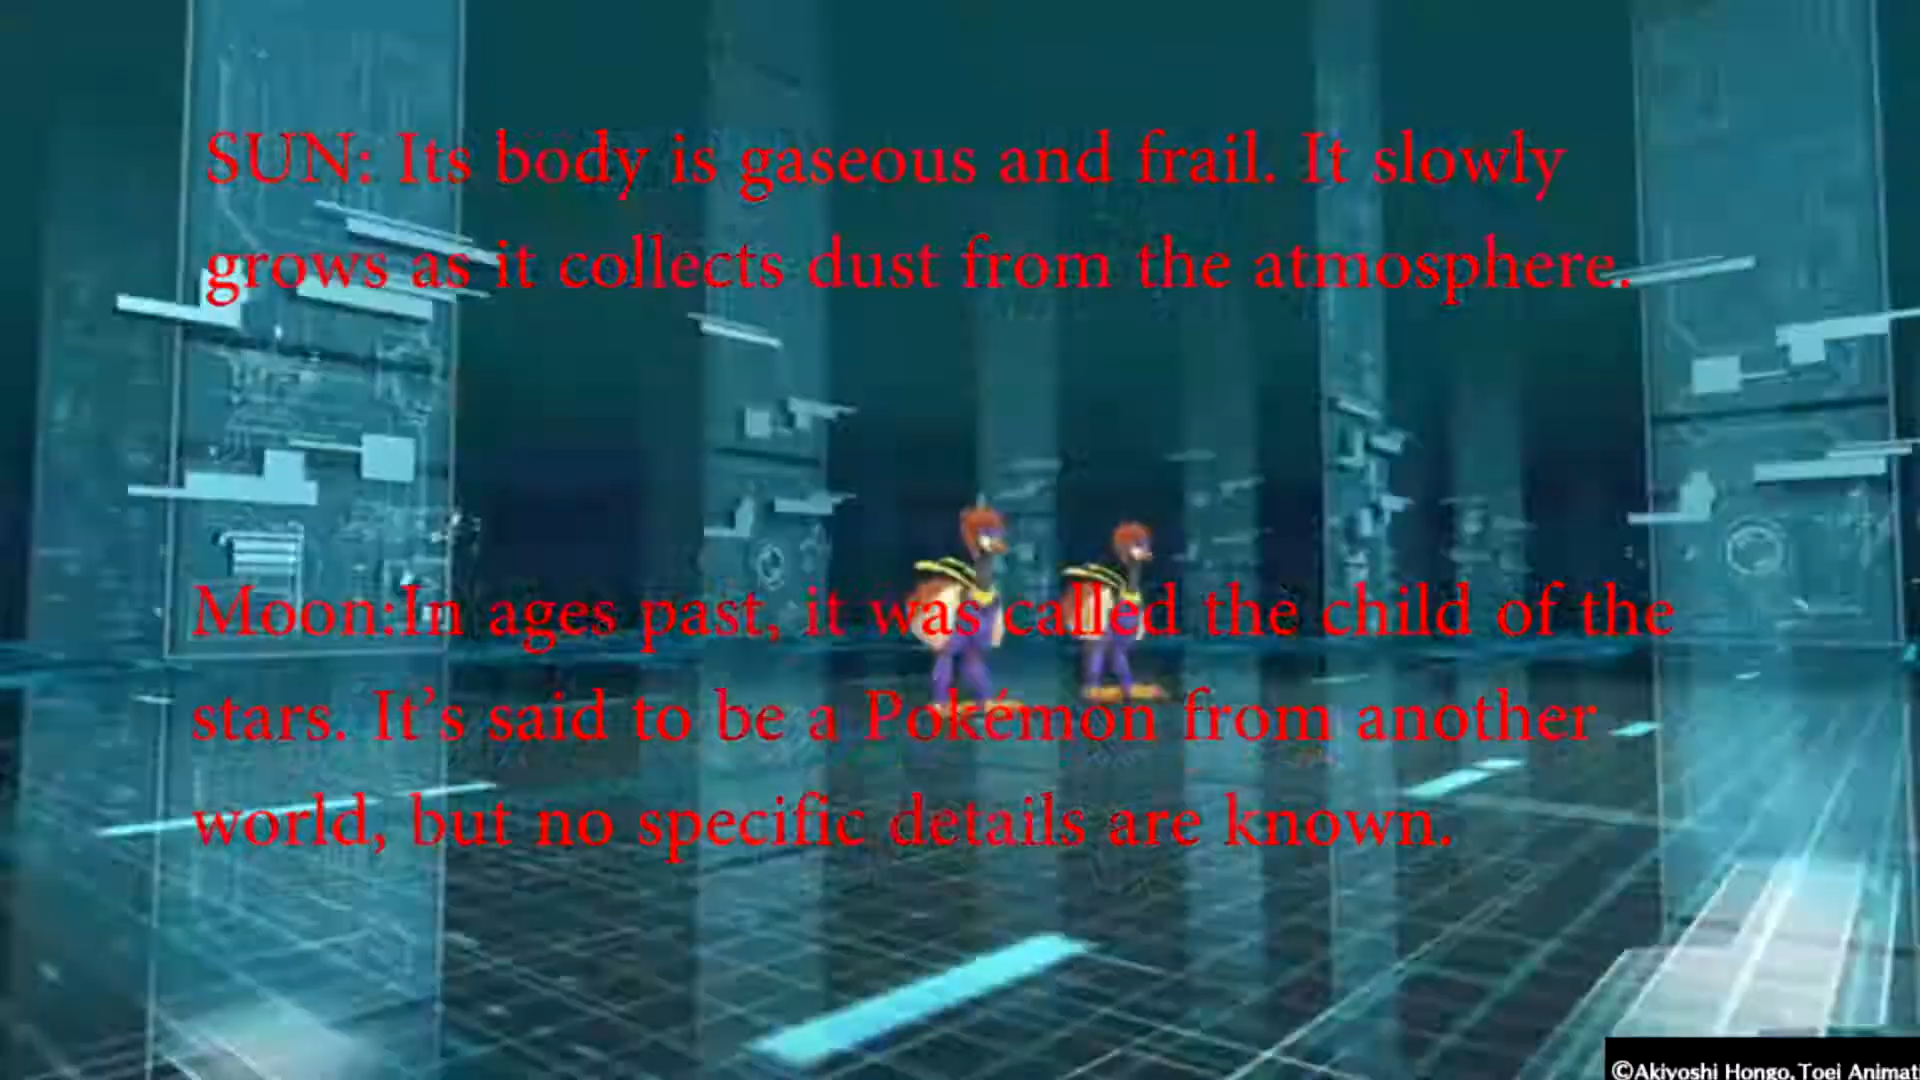 SUN: Its body is gaseous and frail. It slowly
grows as it collects dust from the atmosphere.
Moon:In ages past, it was called the child of the
stars. It’s said to be a Pokémon from another
world, but no specific details are known.
©Akiyoshi Hongo, Toei Animat